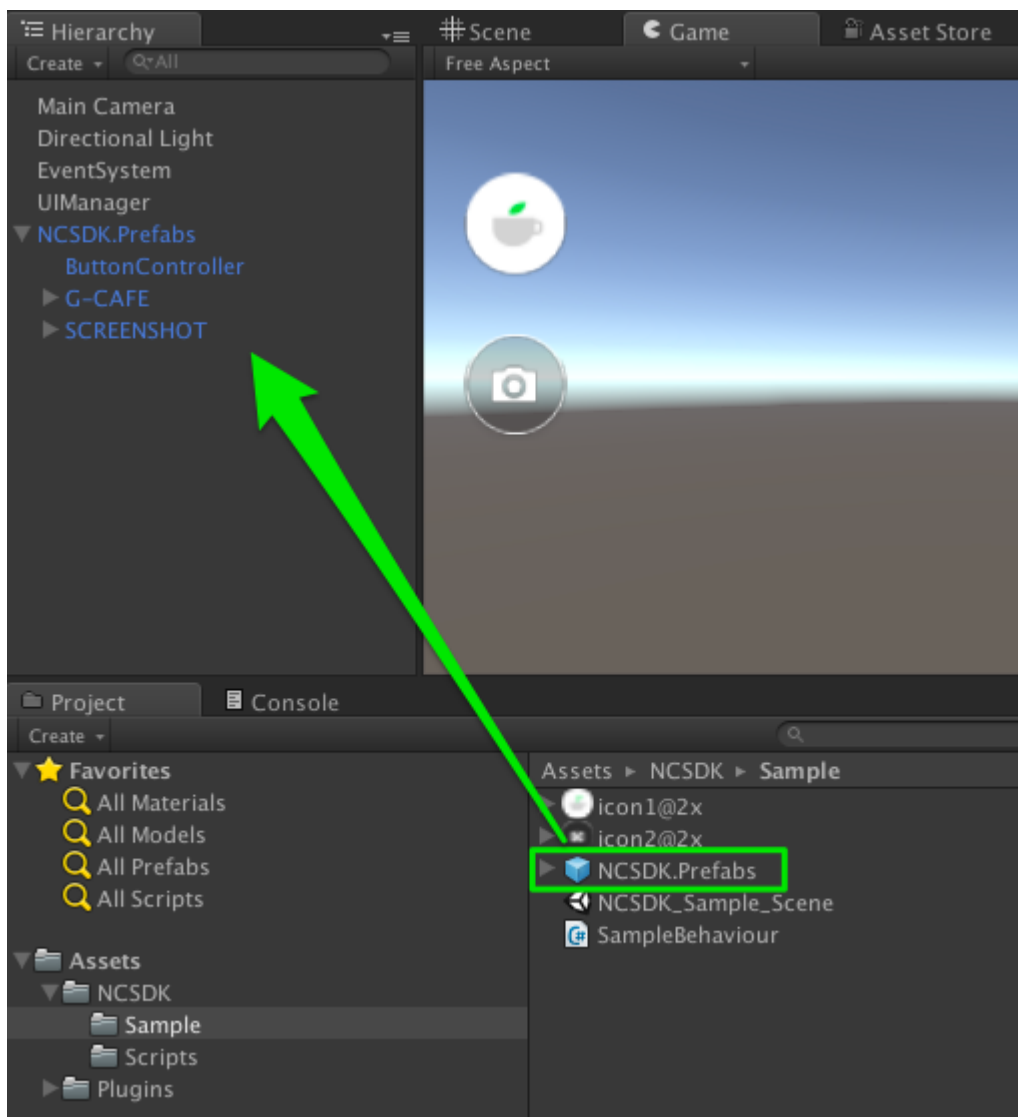 Hierarchy
Create
All
Main Camera
Directional Light
EventSystem
UIManager
NCSDK.Prefabs
ButtonController
G-CAFE
SCREENSHOT
Scene
Game
Asset Store
Free Aspect
Project
Console
Create
Favorites
All Materials
All Models
All Prefabs
All Scripts
Assets
NCSDK
Sample
Scripts
Plugins
Assets NCSDK Sample
icon1@2x
icon2@2x
NCSDK.Prefabs
NCSDK_Sample_Scene
SampleBehaviour